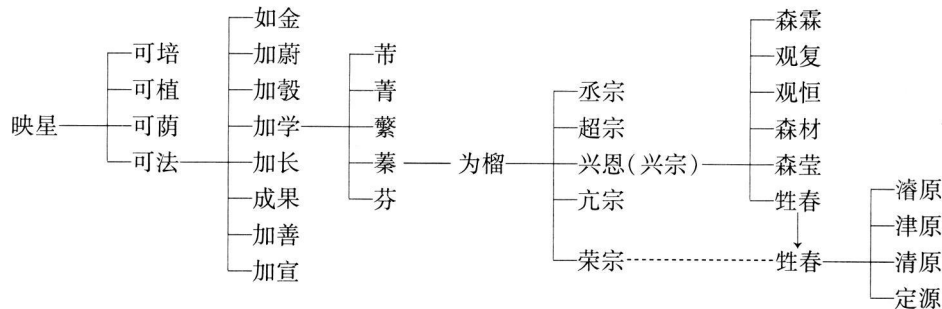 映星
可培
可植
可荫
可法
如金
加蔚
加彀
加学
加长
成果
加善
加宣
芾
菁
蘩
蓁
芬
为榴
丞宗
超宗
兴恩（兴宗）
亢宗
荣宗
森霖
观复
观恒
森材
森莹
甡春
甡春
濬原
津原
清原
定源